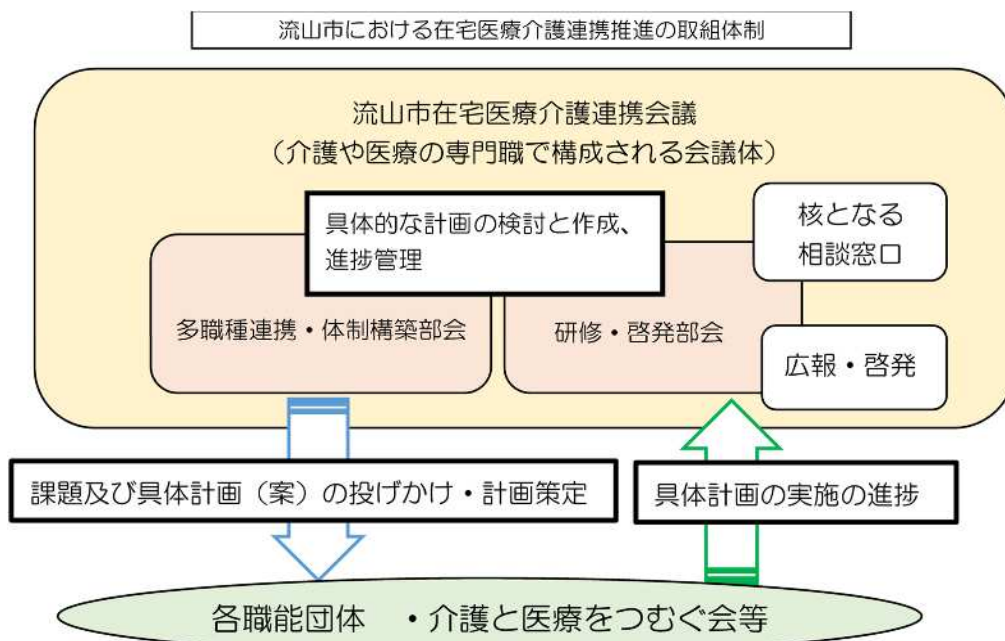 流山市における在宅医療介護連携推進の取組体制
流山市在宅医療介護連携会議
（介護や医療の専門職で構成される会議体）
具体的な計画の検討と作成、
進捗管理
核となる
相談窓口
多職種連携・体制構築部会
研修・啓発部会
広報・啓発
課題及び具体計画（案）の投げかけ・計画策定
具体計画の実施の進捗
各職能団体　・介護と医療をつむぐ会等